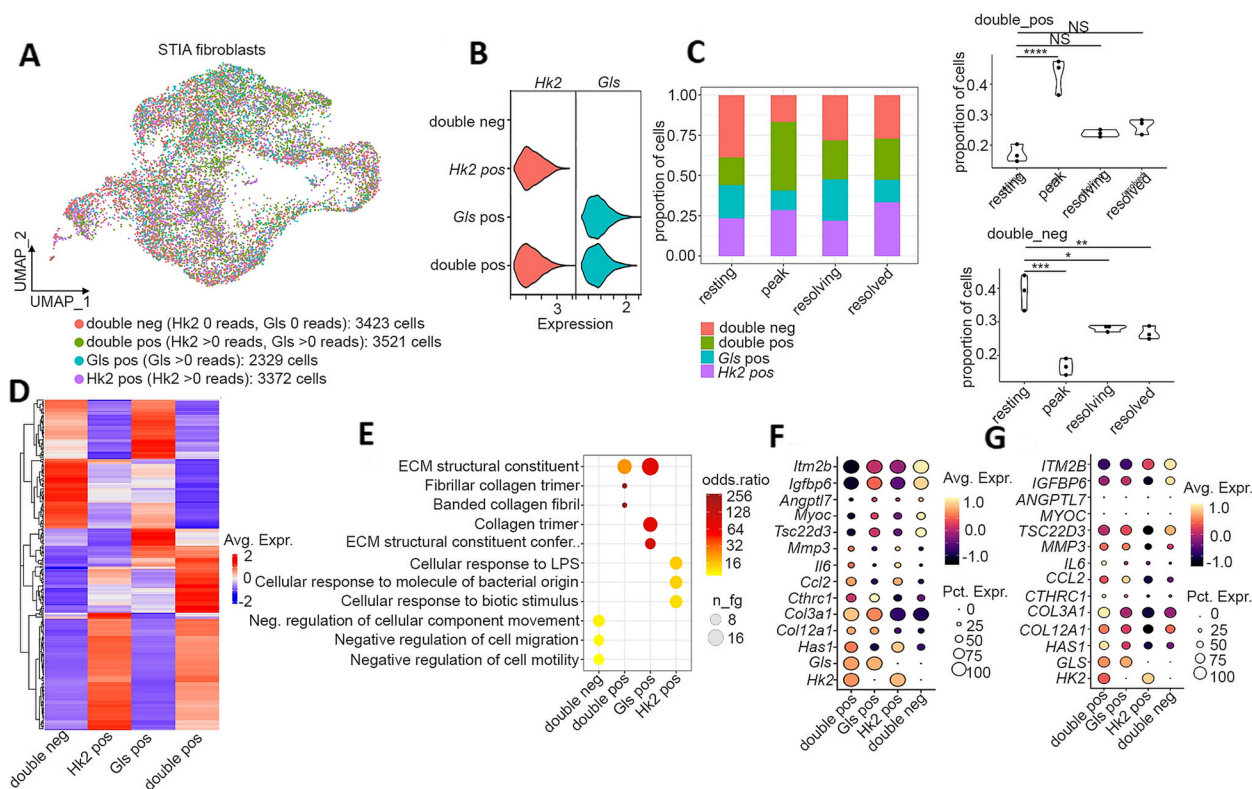 A
STIA fibroblasts
UMAP_2
UMAP_1
double neg (Hk2 0 reads, Gls 0 reads): 3423 cells
double pos (Hk2 >0 reads, Gls >0 reads): 3521 cells
Gls pos (Gls >0 reads): 2329 cells
Hk2 pos (Hk2 >0 reads): 3372 cells
B
Hk2 Gls
double neg
Hk2 pos
Gls pos
double pos
3 2
Expression
C
proportion of cells
1.00
0.75
0.50
0.25
0.00
resting peak resolving resolved
double neg
double pos
Gls pos
Hk2 pos
double_pos
NS
NS
****
proportion of cells
0.4
0.3
0.2
resting peak resolving resolved
double_neg
**
*
***
proportion of cells
0.4
0.3
0.2
resting peak resolving resolved
D
double neg Hk2 pos Gls pos double pos
Avg. Expr.
2
0
-2
E
ECM structural constituent
Fibrillar collagen trimer
Banded collagen fibril
Collagen trimer
ECM structural constituent confer..
Cellular response to LPS
Cellular response to molecule of bacterial origin
Cellular response to biotic stimulus
Neg. regulation of cellular component movement
Negative regulation of cell migration
Negative regulation of cell motility
double neg double pos Gls pos Hk2 pos
odds.ratio
256
128
64
32
16
n_fg
8
16
F
Itm2b
Igfbp6
Angptl7
Myoc
Tsc22d3
Mmp3
Il6
Ccl2
Cthrc1
Col3a1
Col12a1
Has1
Gls
Hk2
double pos Gls pos Hk2 pos double neg
Avg. Expr.
1.0
0.0
-1.0
Pct. Expr.
0
25
50
75
100
G
ITM2B
IGFBP6
ANGPTL7
MYOC
TSC22D3
MMP3
IL6
CCL2
CTHRC1
COL3A1
COL12A1
HAS1
GLS
HK2
double pos Gls pos Hk2 pos double neg
Avg. Expr.
1.0
0.0
-1.0
Pct. Expr.
0
25
50
75
100